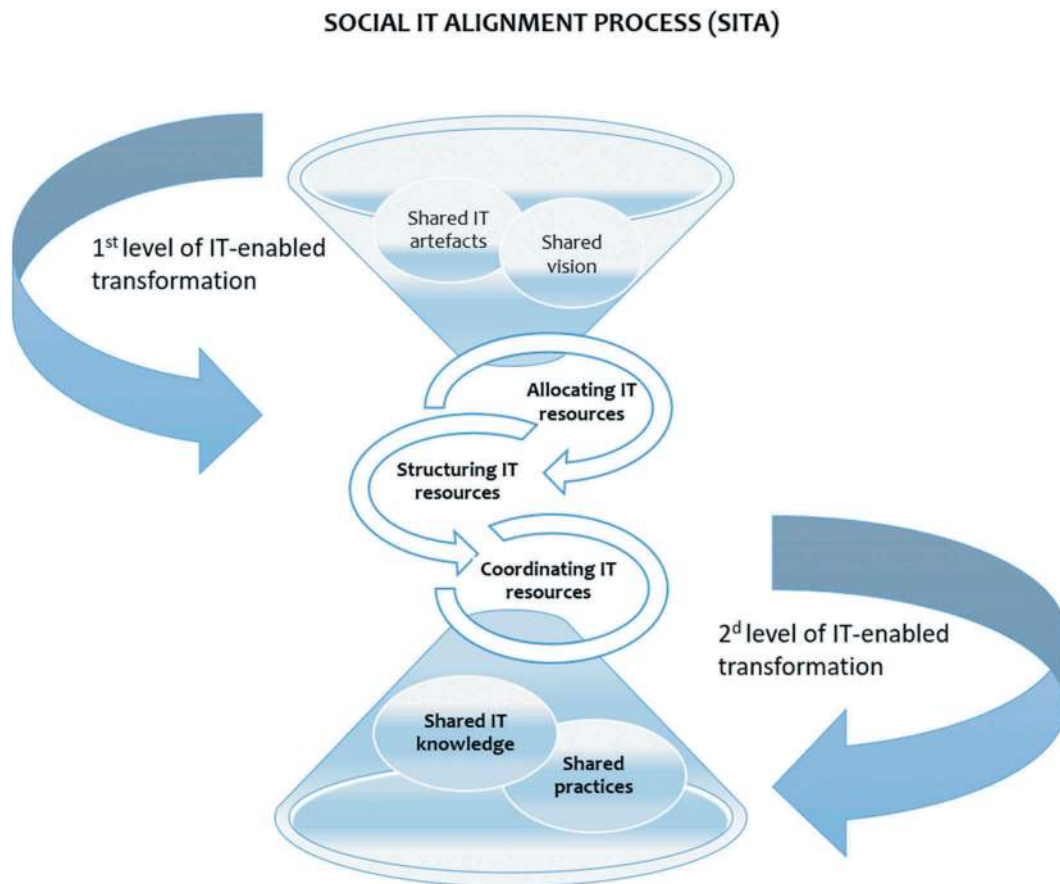 SOCIAL IT ALIGNMENT PROCESS (SITA)
Shared IT
artefacts
Shared
vision
1st level of IT-enabled
transformation
Allocating IT
resources
Structuring IT
resources
Coordinating IT
resources
2d level of IT-enabled
transformation
Shared IT
knowledge
Shared
practices